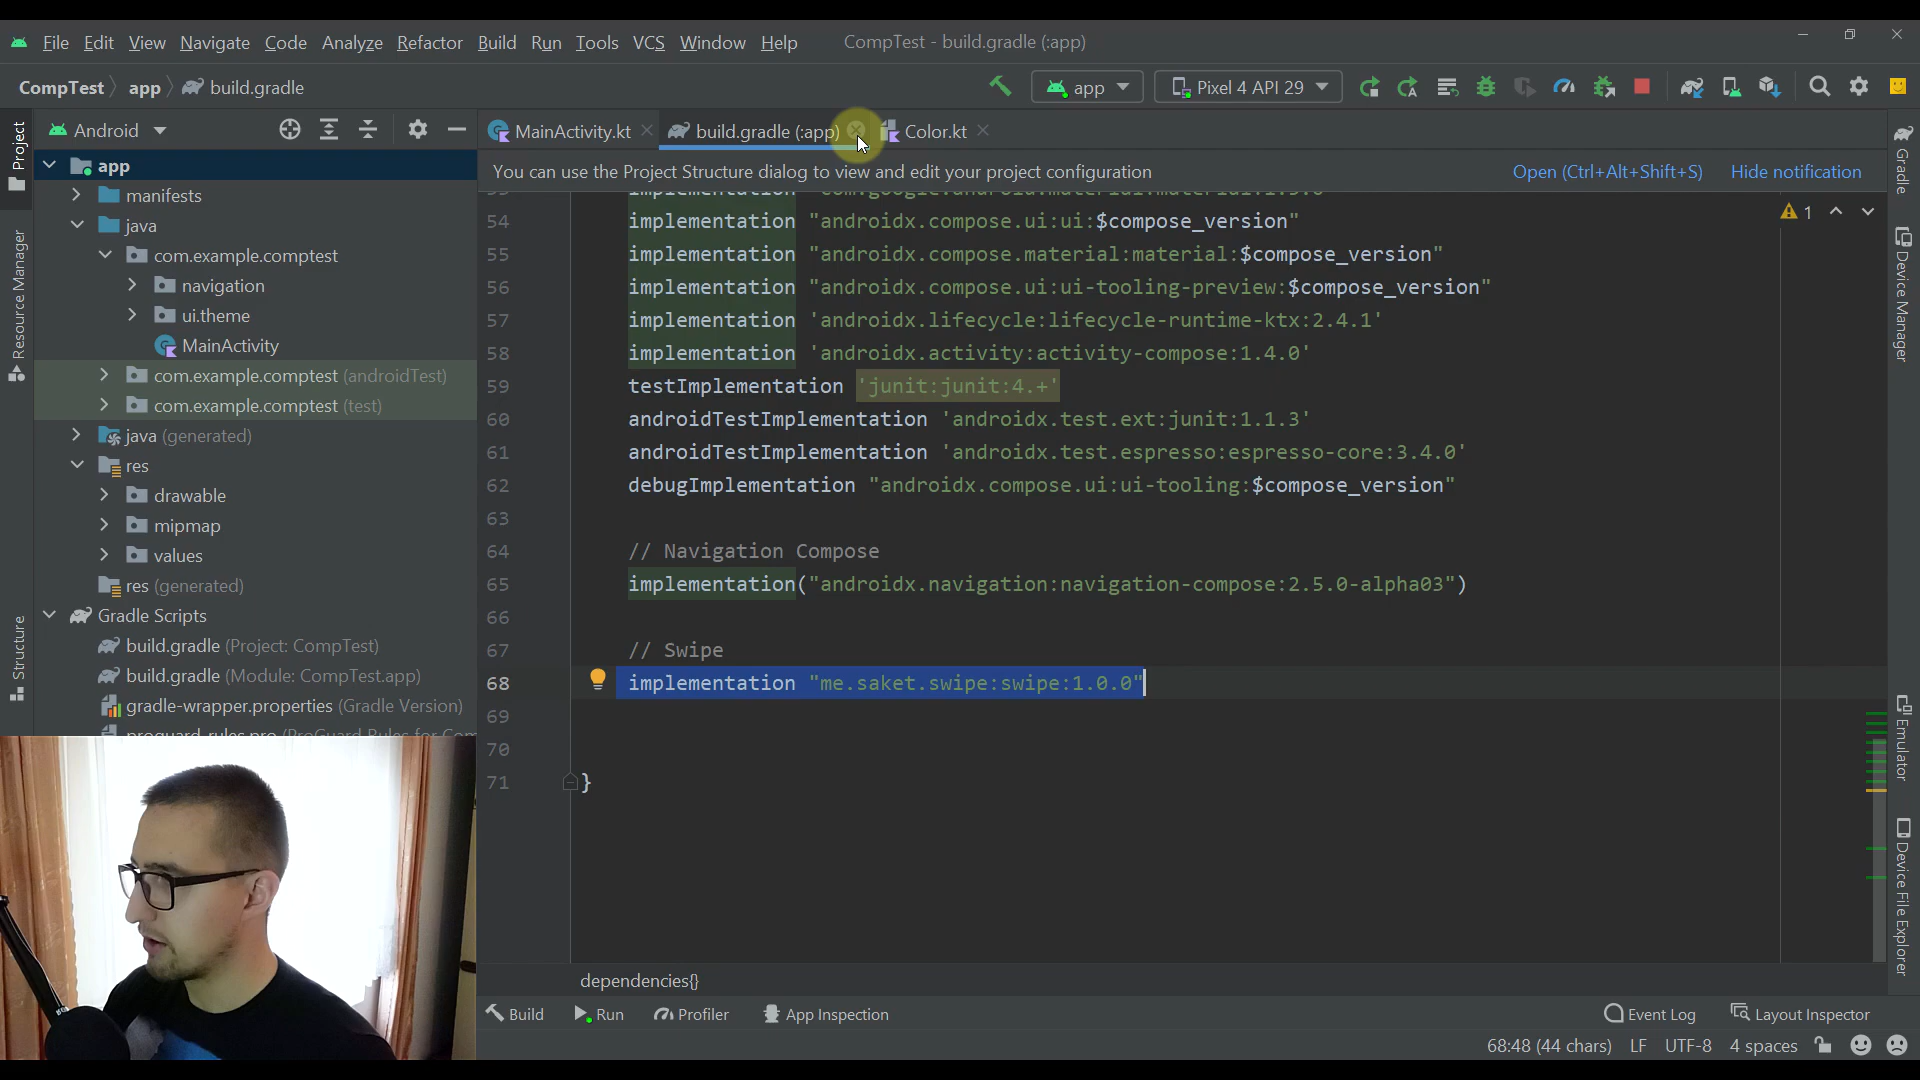 File Edit View Navigate Code Analyze Refactor Build Run Tools VCS Window Help CompTest - build.gradle (:app)
CompTest app build.gradle
app
Pixel 4 API 29
Project
Resource Manager
Structure
Android
app
manifests
java
com.example.comptest
navigation
ui.theme
MainActivity
com.example.comptest (androidTest)
com.example.comptest (test)
java (generated)
res
drawable
mipmap
values
res (generated)
Gradle Scripts
build.gradle (Project: CompTest)
build.gradle (Module: CompTest.app)
gradle-wrapper.properties (Gradle Version)
MainActivity.kt build.gradle (:app) Color.kt
You can use the Project Structure dialog to view and edit your project configuration Open (Ctrl+Alt+Shift+S) Hide notification
1
54 implementation "androidx.compose.ui:ui:$compose_version"
55 implementation "androidx.compose.material:material:$compose_version"
56 implementation "androidx.compose.ui:ui-tooling-preview:$compose_version"
57 implementation 'androidx.lifecycle:lifecycle-runtime-ktx:2.4.1'
58 implementation 'androidx.activity:activity-compose:1.4.0'
59 testImplementation 'junit:junit:4.+'
60 androidTestImplementation 'androidx.test.ext:junit:1.1.3'
61 androidTestImplementation 'androidx.test.espresso:espresso-core:3.4.0'
62 debugImplementation "androidx.compose.ui:ui-tooling:$compose_version"
63
64 // Navigation Compose
65 implementation("androidx.navigation:navigation-compose:2.5.0-alpha03")
66
67 // Swipe
68 implementation "me.saket.swipe:swipe:1.0.0"
69
70
71 }
dependencies{}
Gradle
Device Manager
Emulator
Device File Explorer
Build Run Profiler App Inspection Event Log Layout Inspector
68:48 (44 chars) LF UTF-8 4 spaces